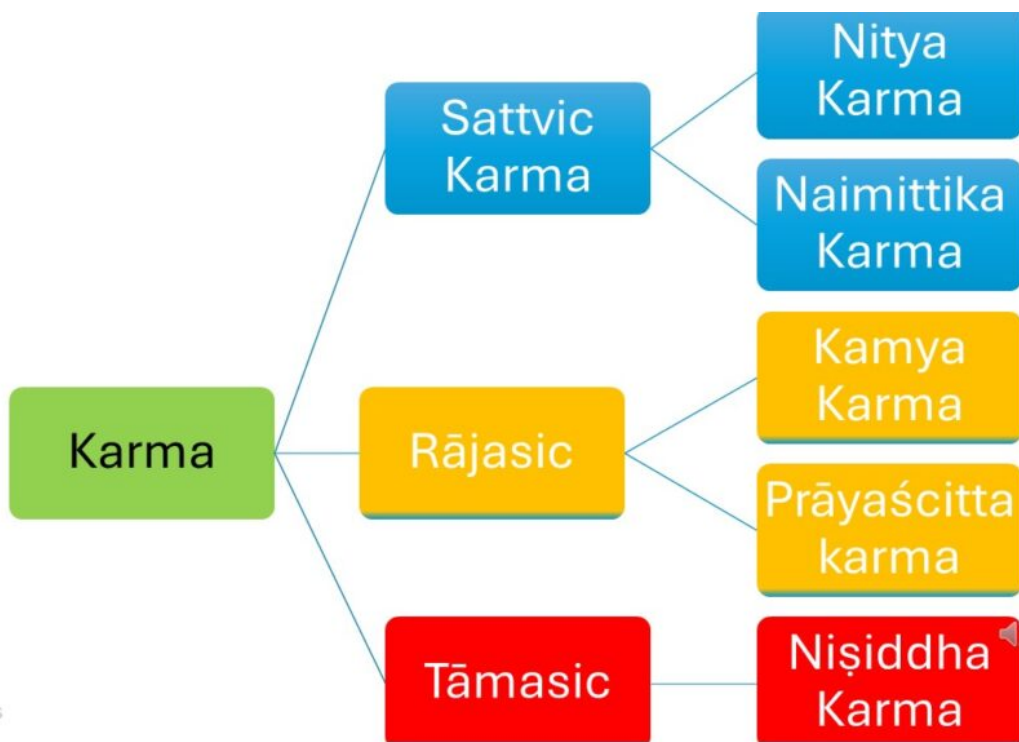 Nitya
Karma
Sattvic
Karma
Naimittika
Karma
Kamya
Karma
Karma
Rājasic
Prāyaścitta
karma
Tāmasic
Niṣiddha
Karma